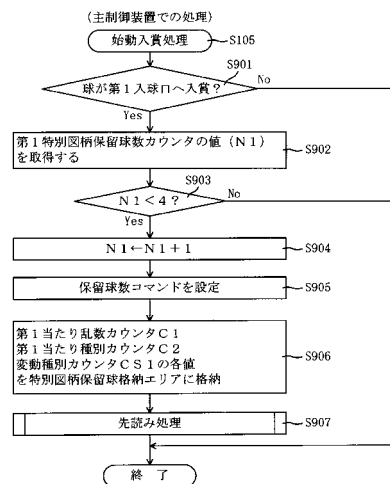 （主制御装置での処理）
始動入賞処理
S105
S901
球が第１入球口へ入賞？
No
Yes
第１特別図柄保留球数カウンタの値（Ｎ１）
を取得する
S902
S903
Ｎ１＜４？
No
Yes
Ｎ１←Ｎ１＋１
S904
保留球数コマンドを設定
S905
第１当たり乱数カウンタＣ１
第１当たり種別カウンタＣ２
変動種別カウンタＣＳ１の各値
を特別図柄保留球格納エリアに格納
S906
先読み処理
S907
終 了